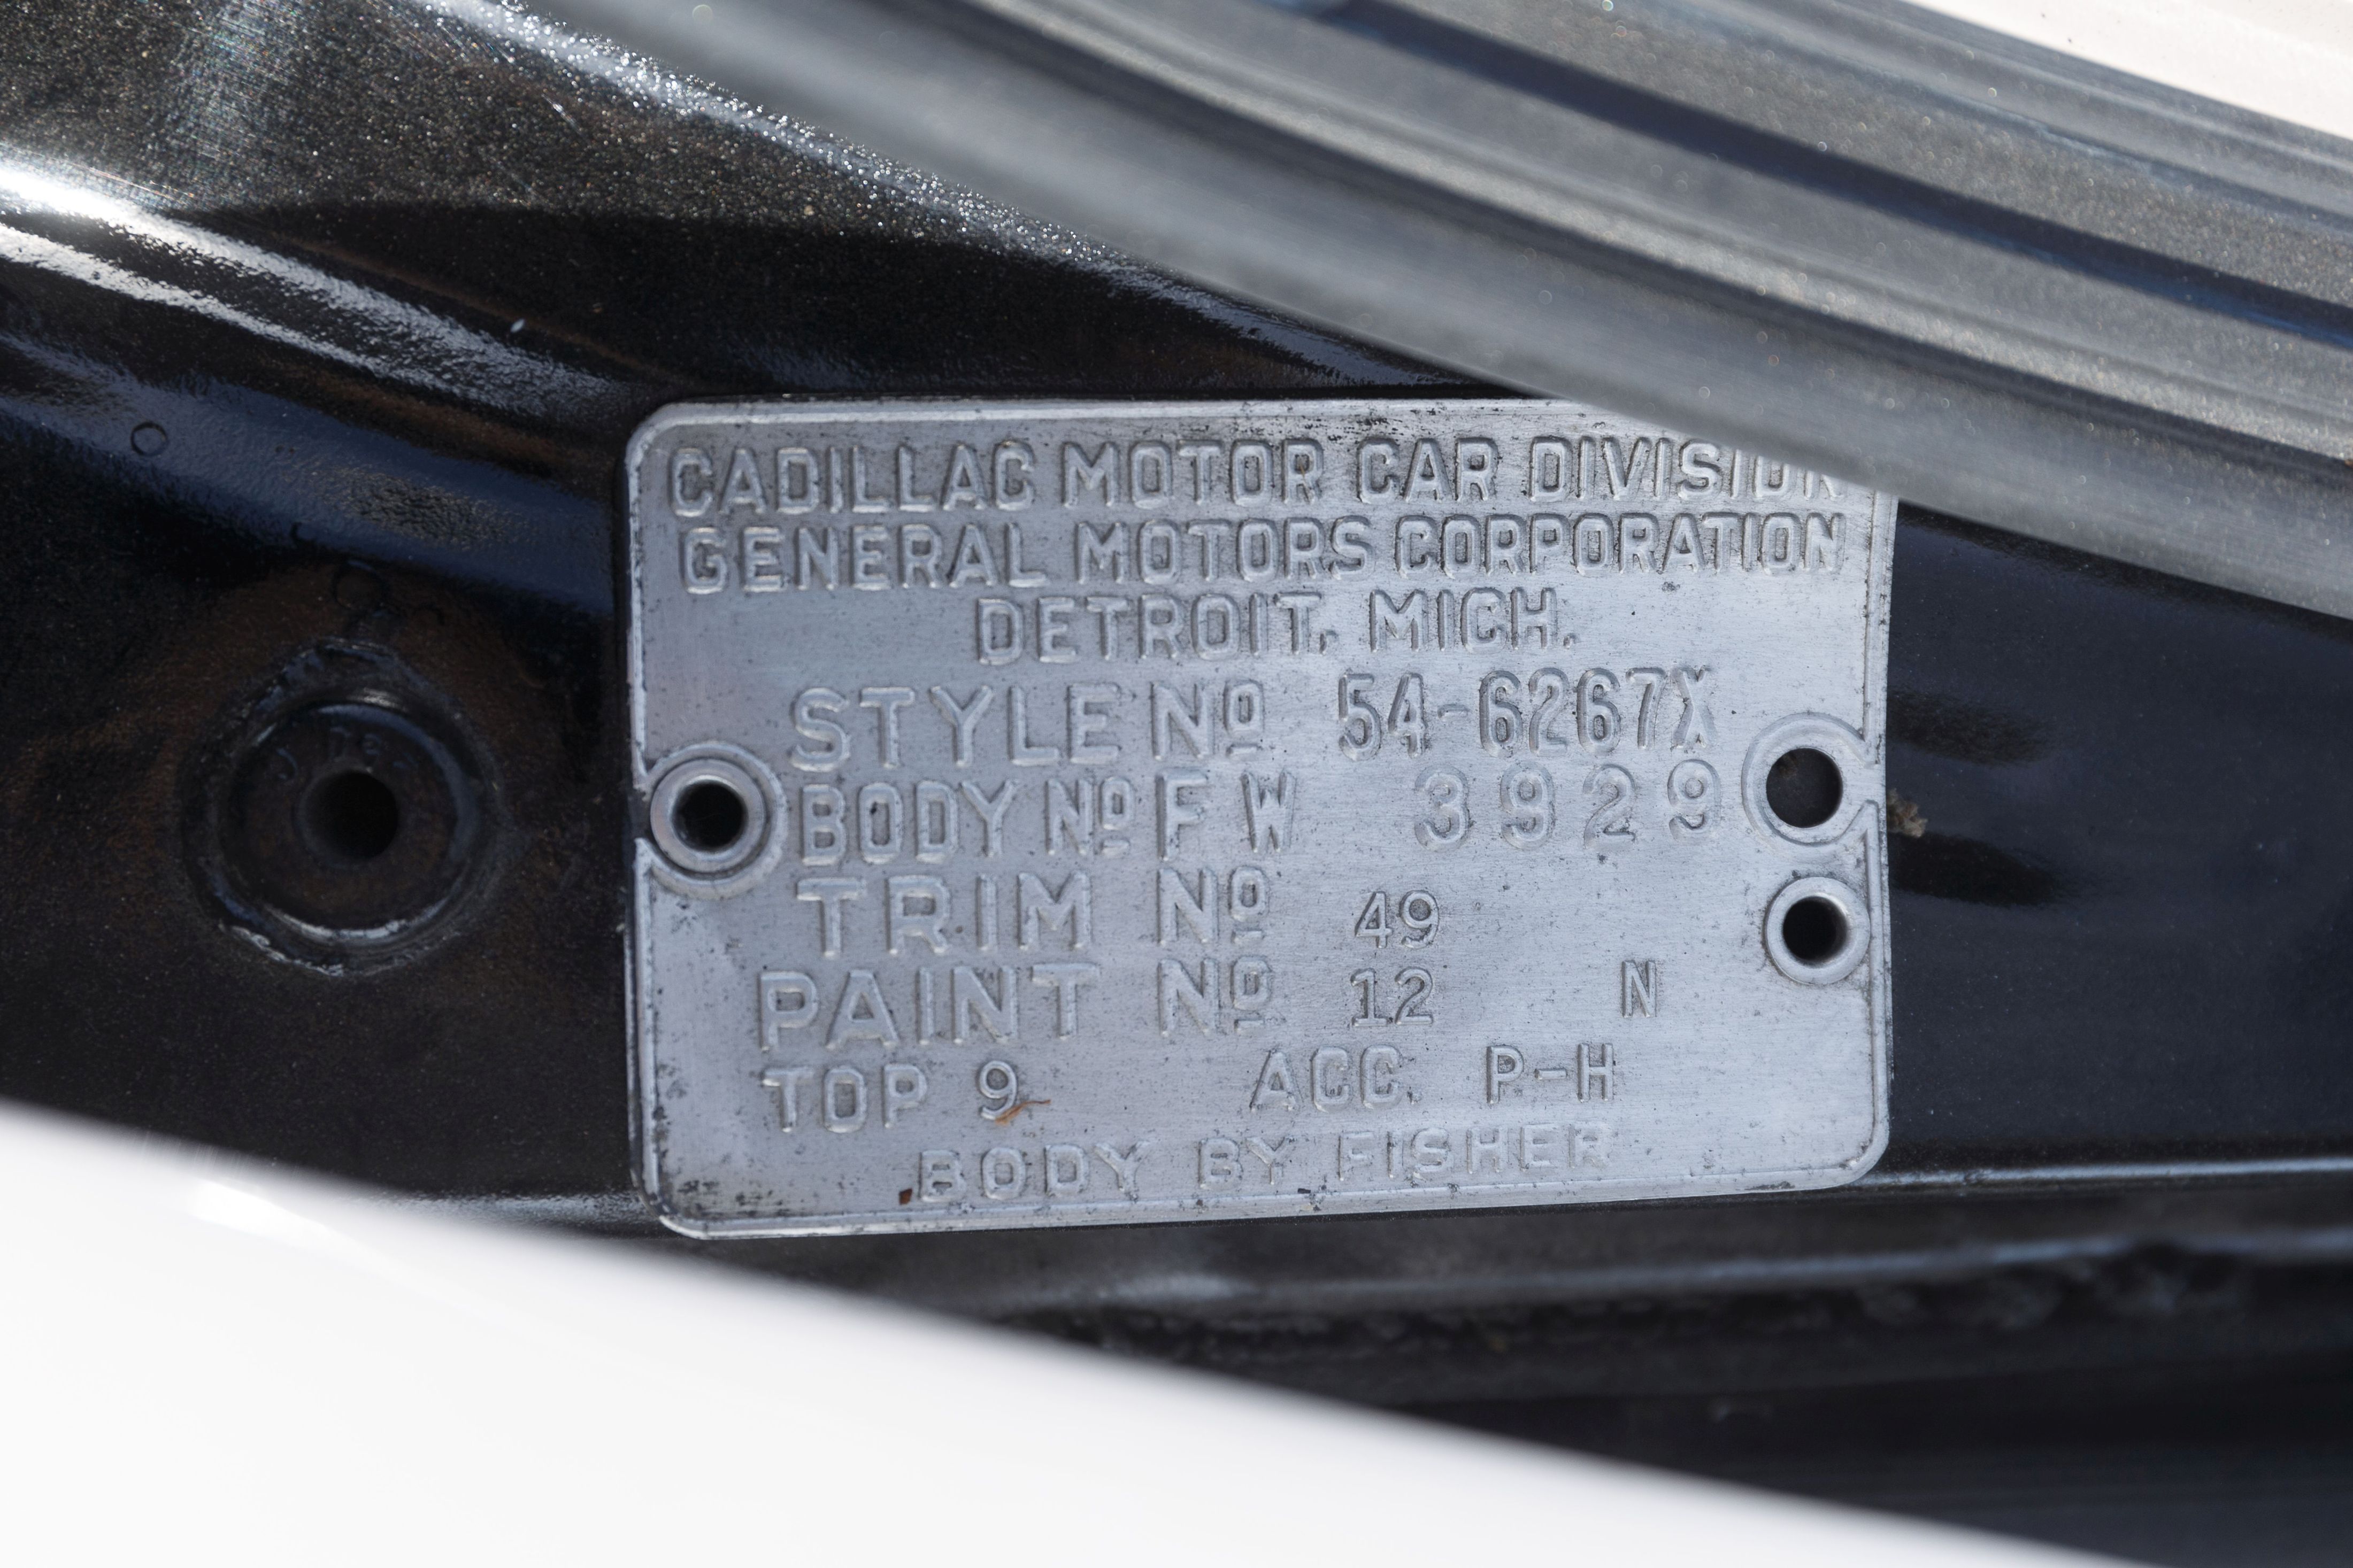 CADILLAC MOTOR CAR DIVISION
GENERAL MOTORS CORPORATION
DETROIT, MICH.
STYLE Nº 54-6267X
BODY Nº FW 3929
TRIM Nº 49
PAINT Nº 12 N
TOP 9 ACC. P-H
BODY BY FISHER